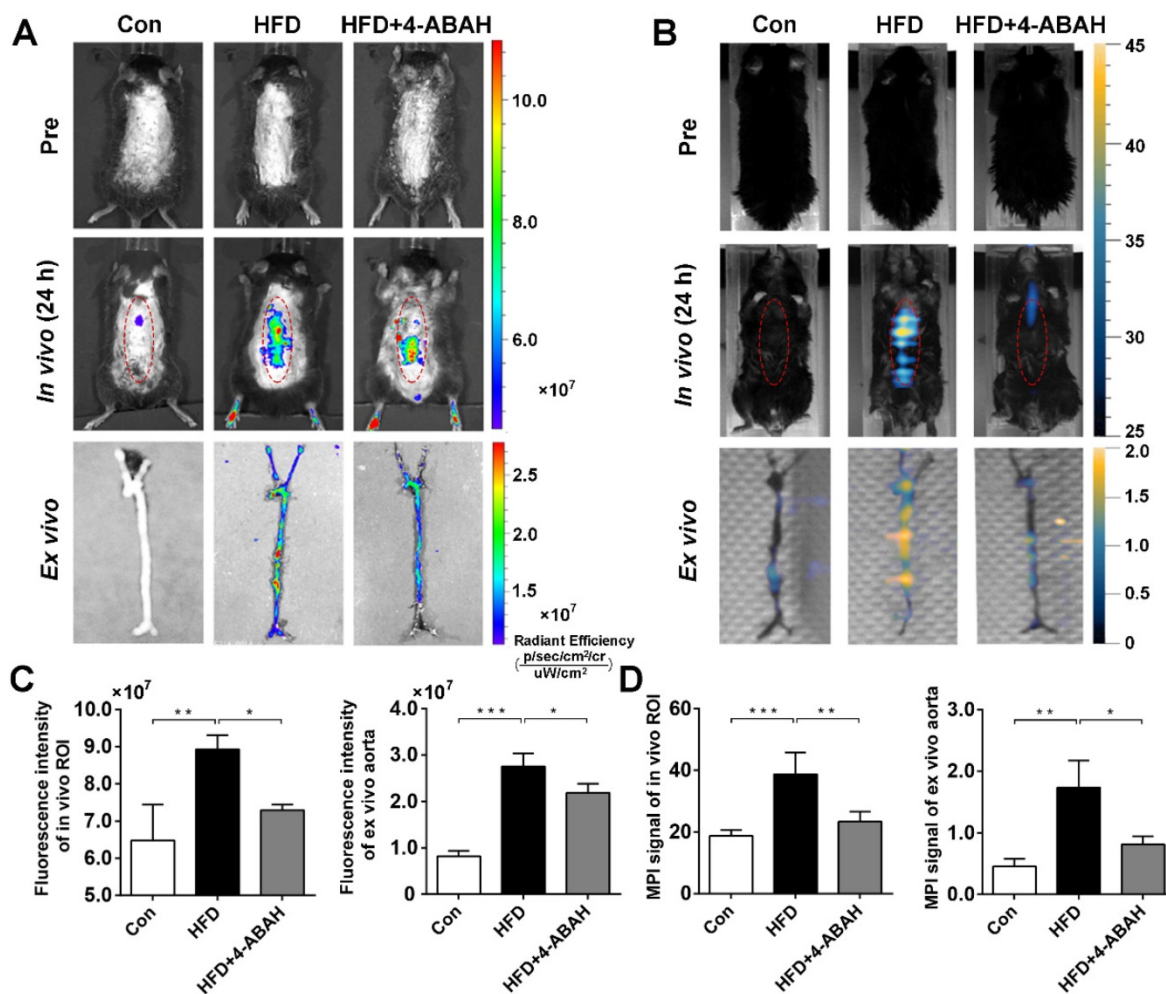 A
Con
HFD
HFD+4-ABAH
Pre
In vivo (24 h)
Ex vivo
10.0
8.0
6.0
×10⁷
2.5
2.0
1.5
×10⁷
Radiant Efficiency
(p/sec/cm²/cr
uW/cm²)
B
Con
HFD
HFD+4-ABAH
Pre
In vivo (24 h)
Ex vivo
45
40
35
30
25
2.0
1.5
1.0
0.5
0
C
×10⁷
Fluorescence intensity
of in vivo ROI
9.0
8.0
7.0
6.0
5.0
**
*
Con
HFD
HFD+4-ABAH
×10⁷
Fluorescence intensity
of ex vivo aorta
4.0
3.0
2.0
1.0
0.0
***
*
Con
HFD
HFD+4-ABAH
D
MPI signal of in vivo ROI
60
40
20
0
***
**
Con
HFD
HFD+4-ABAH
MPI signal of ex vivo aorta
3.0
2.0
1.0
0.0
**
*
Con
HFD
HFD+4-ABAH